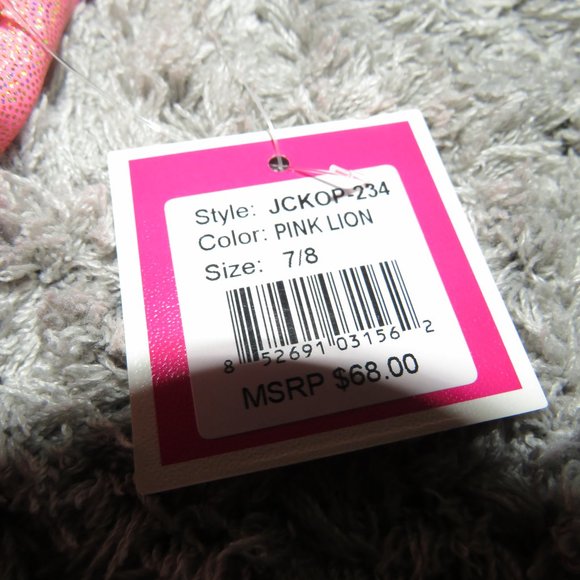 Style: JCKOP-234
Color: PINK LION
Size: 7/8
8 52691 03156 2
MSRP $68.00